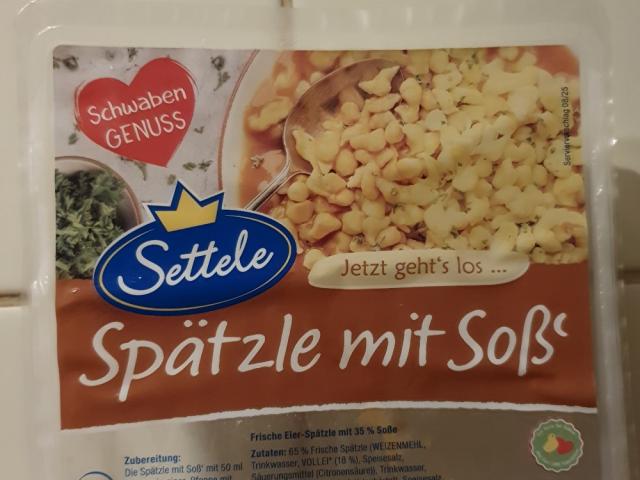 Schwaben
GENUSS
Serviervorschlag 08/25
Settele
Jetzt geht's los ...
Spätzle mit Soß'
Frische Eier-Spätzle mit 35 % Soße
Zubereitung:
Die Spätzle mit Soß' mit 50 ml
Pfanne mit
Zutaten: 65 % Frische Spätzle (WEIZENMEHL,
Trinkwasser, VOLLEI* (18 %), Speisesalz,
Säuerungsmittel (Citronensäure)), Trinkwasser,